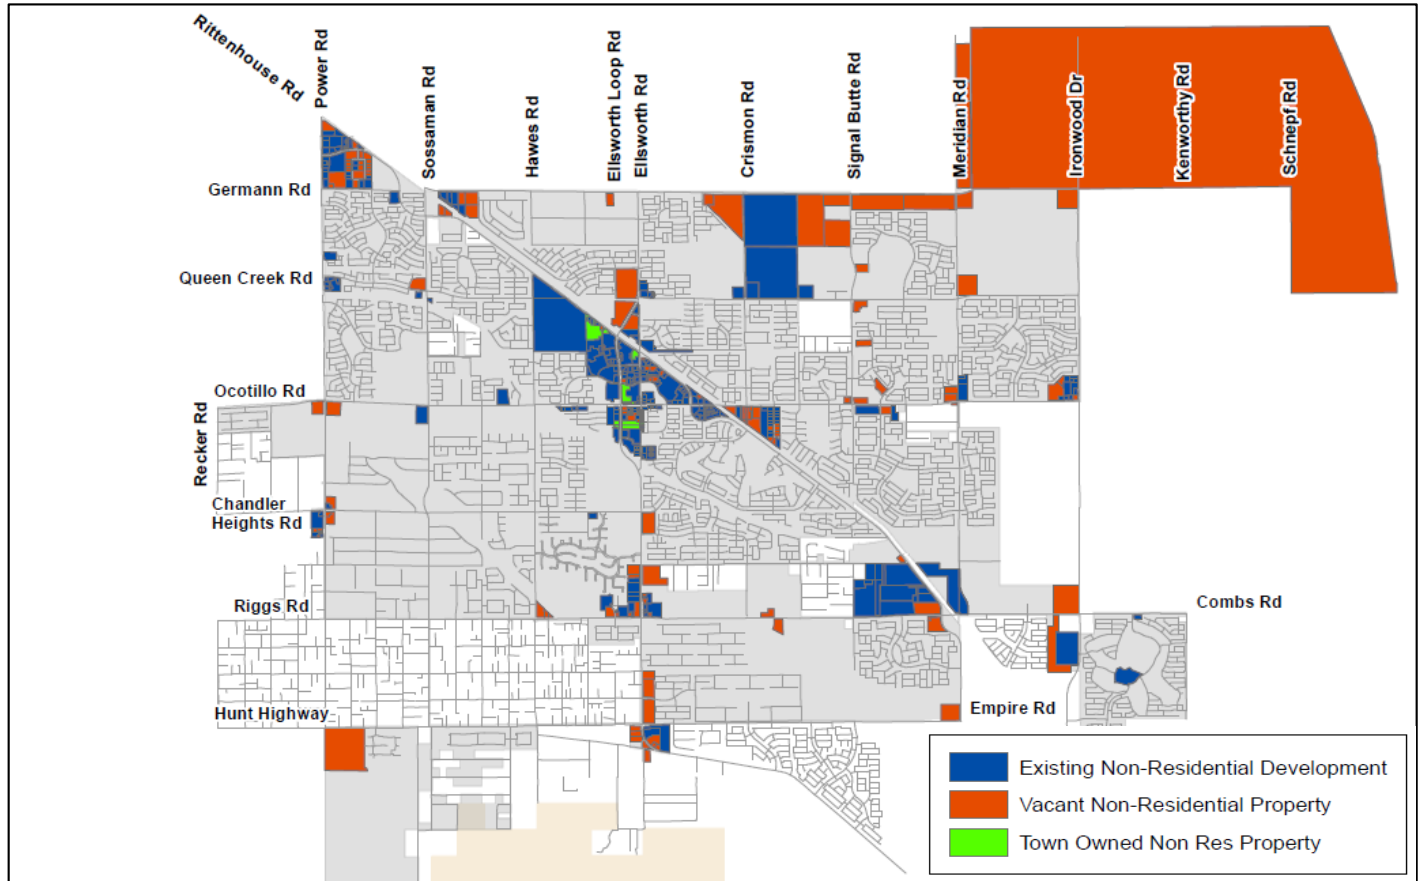 Rittenhouse Rd
Power Rd
Sossaman Rd
Hawes Rd
Ellsworth Loop Rd
Ellsworth Rd
Crismon Rd
Signal Butte Rd
Meridian Rd
Ironwood Dr
Kenworthy Rd
Schnepf Rd
Germann Rd
Queen Creek Rd
Ocotillo Rd
Recker Rd
Chandler
Heights Rd
Riggs Rd
Combs Rd
Hunt Highway
Empire Rd
Existing Non-Residential Development
Vacant Non-Residential Property
Town Owned Non Res Property